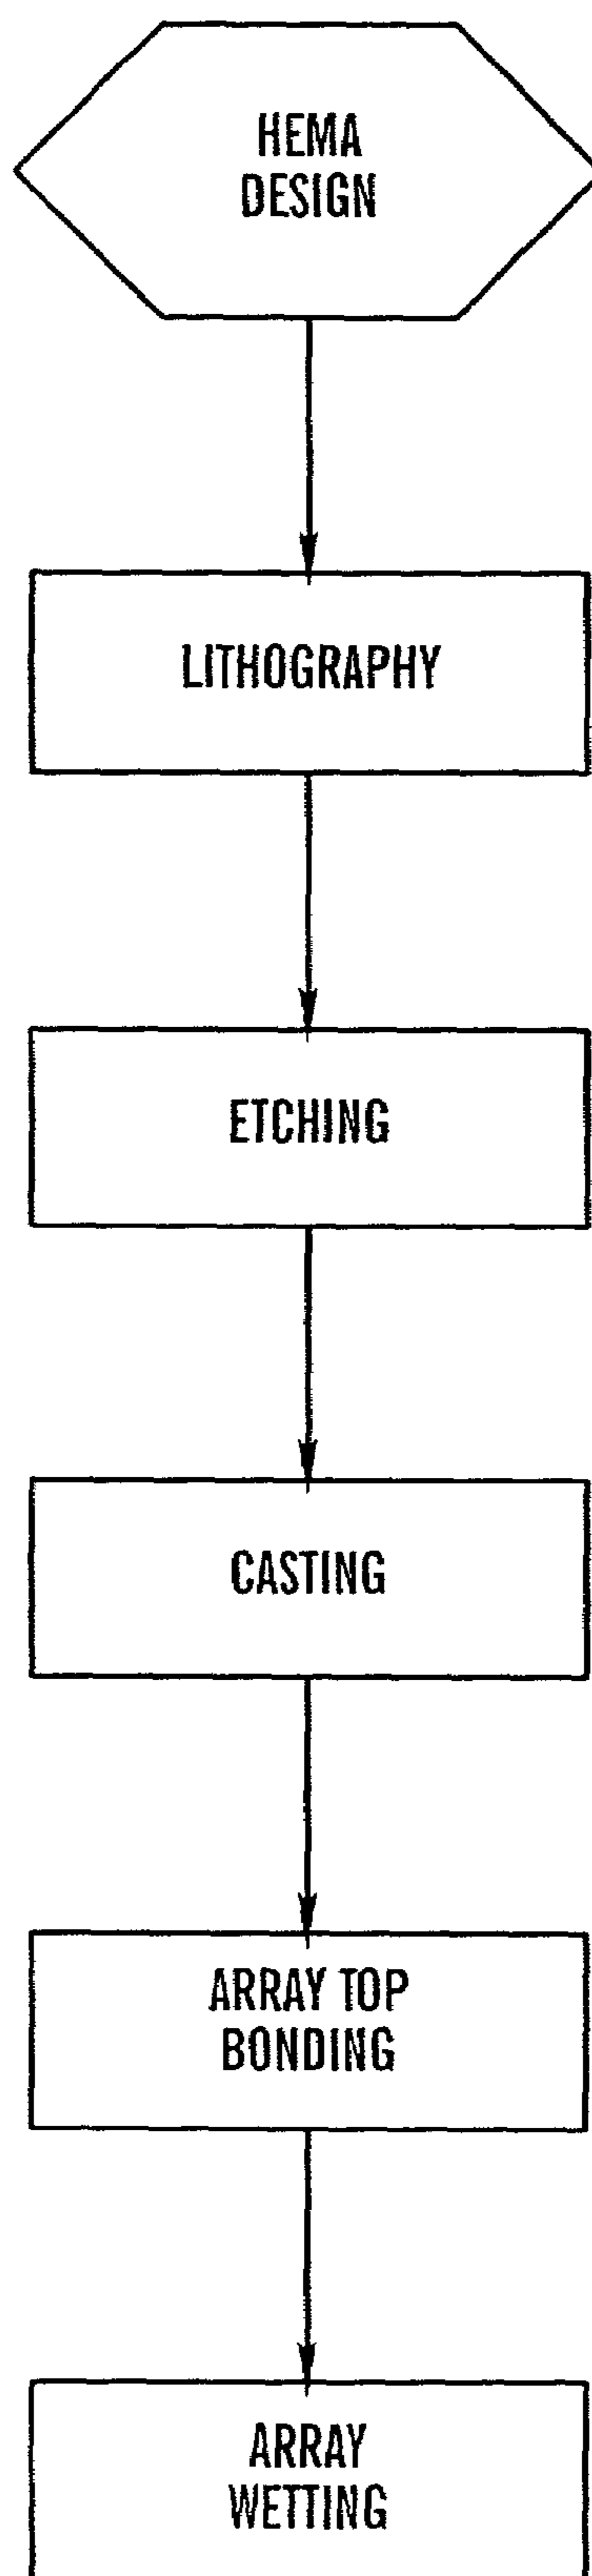 HEMA
DESIGN
LITHOGRAPHY
ETCHING
CASTING
ARRAY TOP
BONDING
ARRAY
WETTING